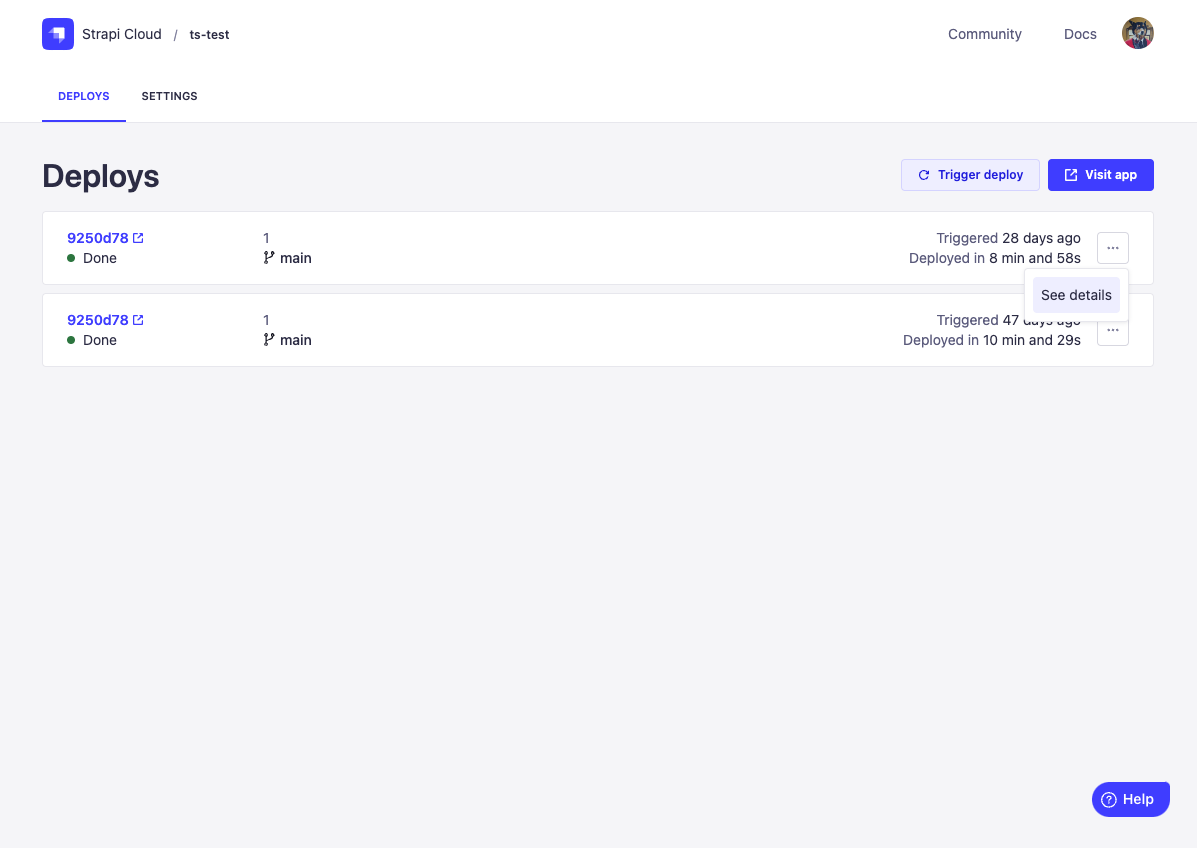 Strapi Cloud / ts-test
Community
Docs
DEPLOYS
SETTINGS
Deploys
Trigger deploy
Visit app
9250d78
Done
1
main
Triggered 28 days ago
Deployed in 8 min and 58s
...
See details
9250d78
Done
1
main
Triggered 47 days ago
Deployed in 10 min and 29s
...
Help